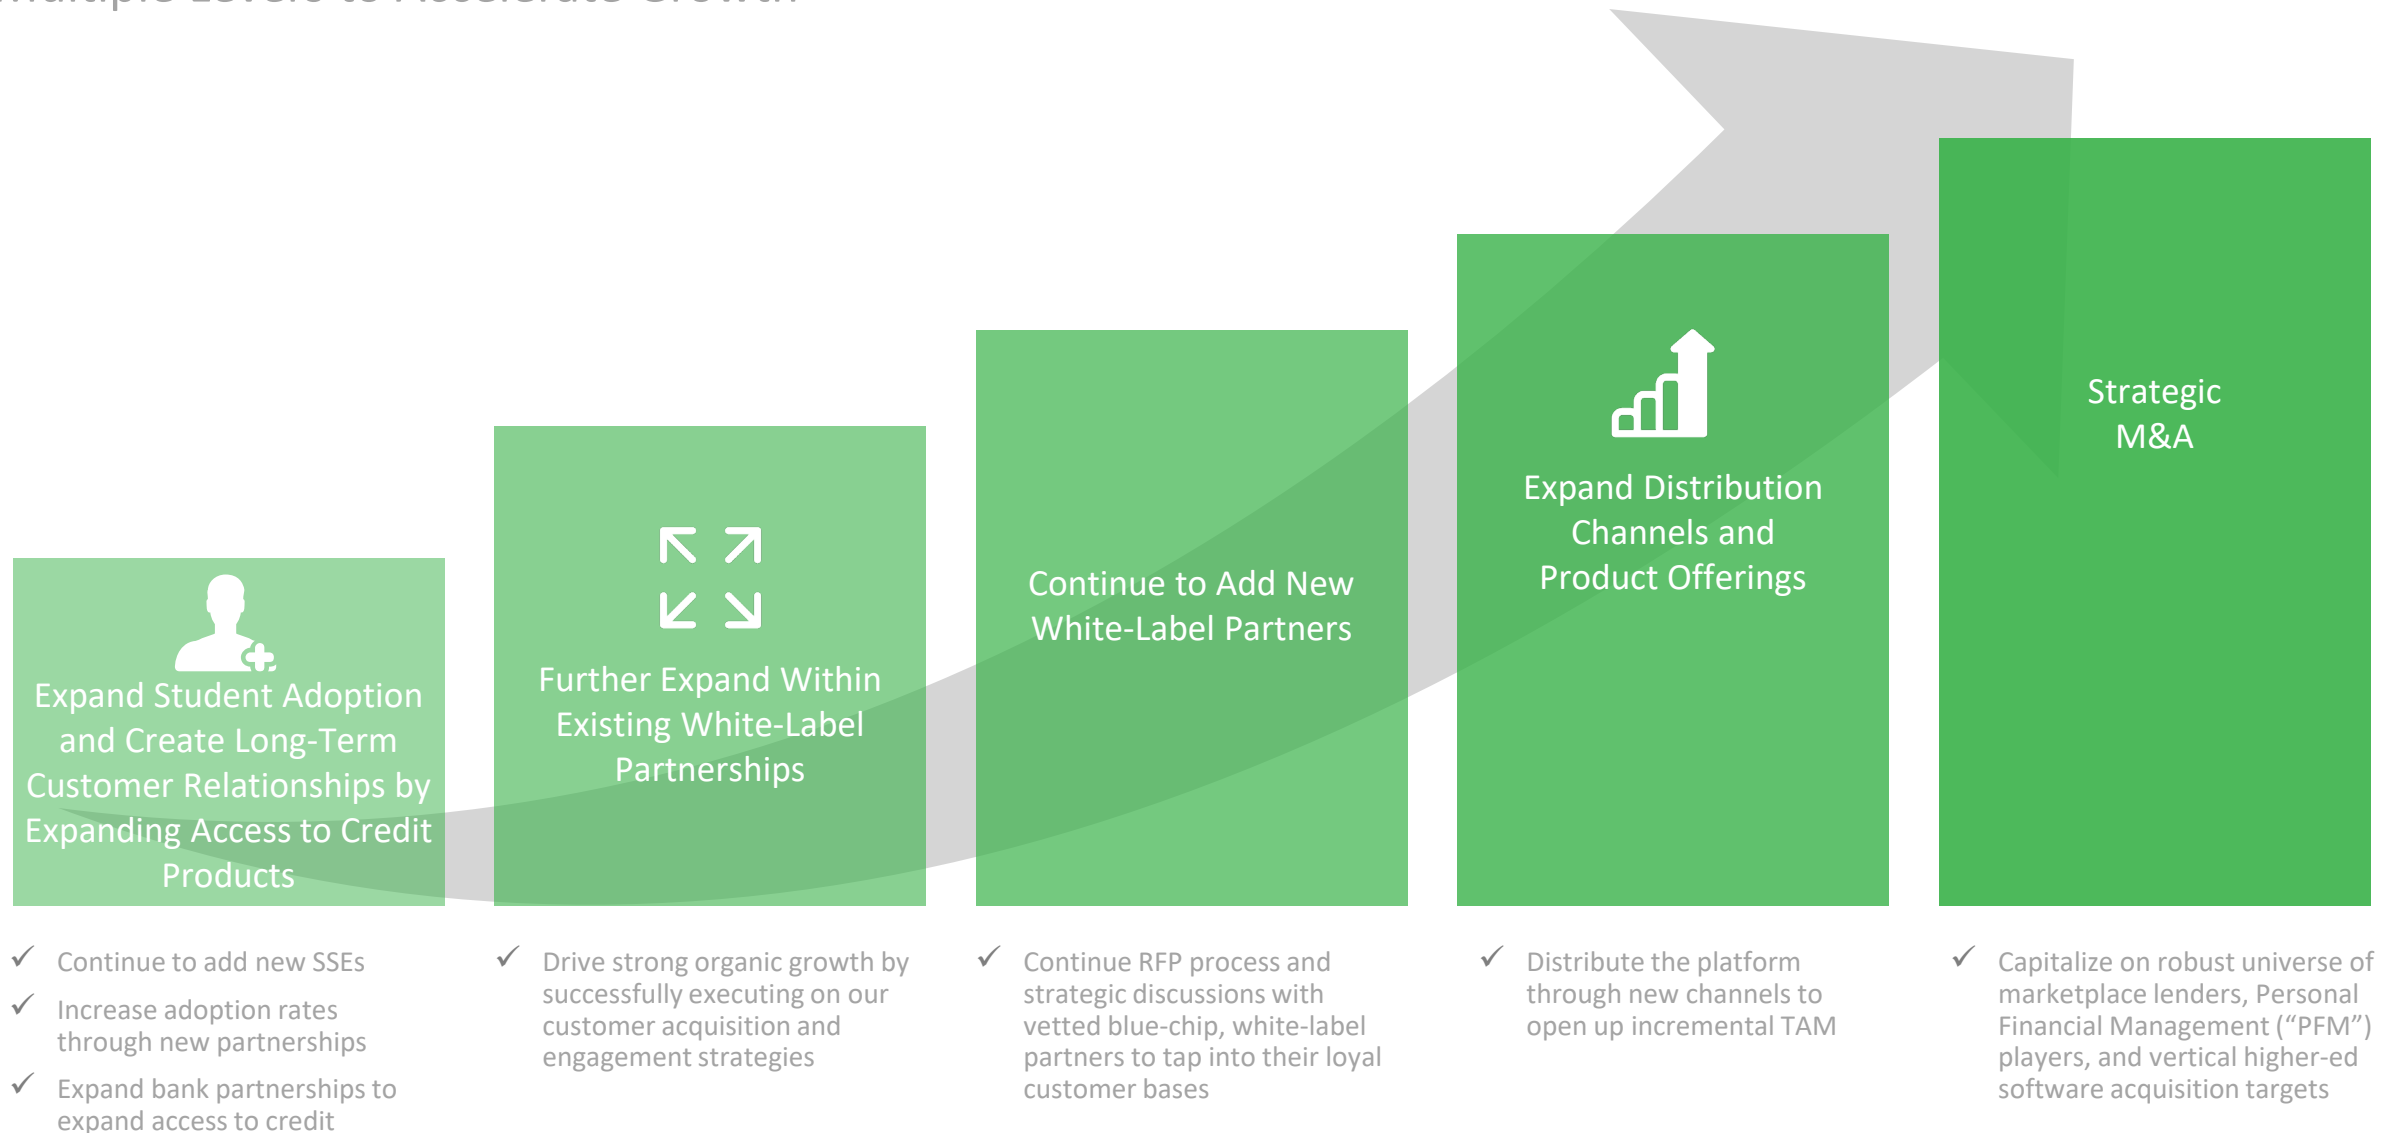 Multiple Levels to Accelerate Growth
Expand Student Adoption
and Create Long-Term
Customer Relationships by
Expanding Access to Credit
Products
Further Expand Within
Existing White-Label
Partnerships
Continue to Add New
White-Label Partners
Expand Distribution
Channels and
Product Offerings
Strategic
M&A
✓ Continue to add new SSEs
✓ Increase adoption rates
through new partnerships
✓ Expand bank partnerships to
expand access to credit
✓ Drive strong organic growth by
successfully executing on our
customer acquisition and
engagement strategies
✓ Continue RFP process and
strategic discussions with
vetted blue-chip, white-label
partners to tap into their loyal
customer bases
✓ Distribute the platform
through new channels to
open up incremental TAM
✓ Capitalize on robust universe of
marketplace lenders, Personal
Financial Management (“PFM”)
players, and vertical higher-ed
software acquisition targets